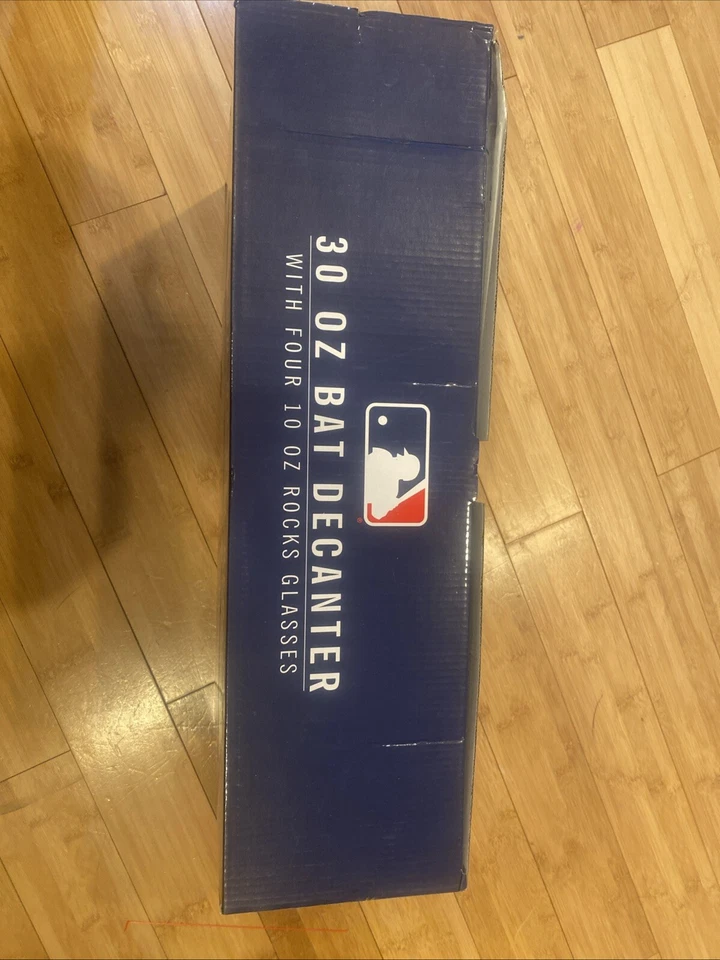 30 OZ BAT DECANTER
WITH FOUR 10 OZ ROCKS GLASSES